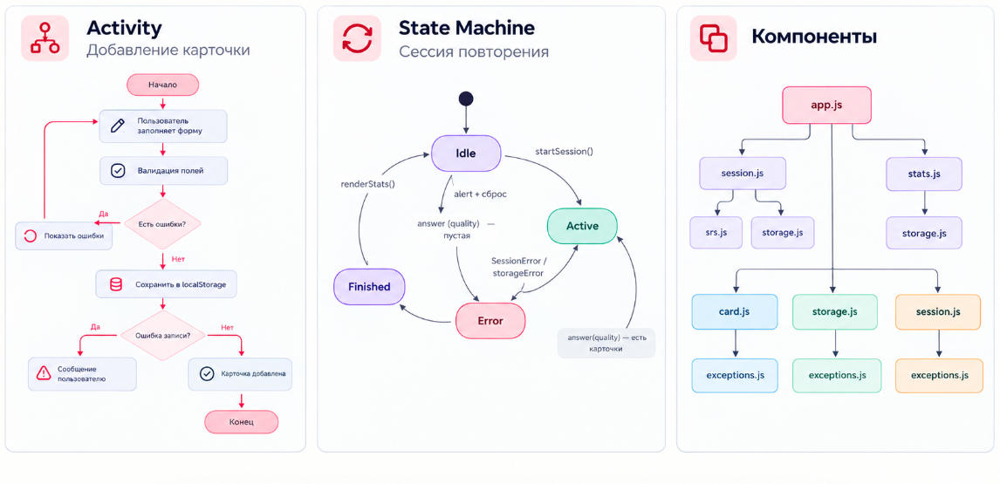 Activity
Добавление карточки
Начало
Пользователь
заполняет форму
Валидация полей
Есть ошибки?
Да
Показать ошибки
Нет
Сохранить в localStorage
Ошибка записи?
Да
Нет
Сообщение
пользователю
Карточка добавлена
Конец
State Machine
Сессия повторения
Idle
startSession()
renderStats()
alert + сброс
answer (quality) —
пустая
Active
SessionError /
storageError
Finished
Error
answer(quality) — есть
карточки
Компоненты
app.js
session.js
stats.js
srs.js
storage.js
storage.js
card.js
storage.js
session.js
exceptions.js
exceptions.js
exceptions.js